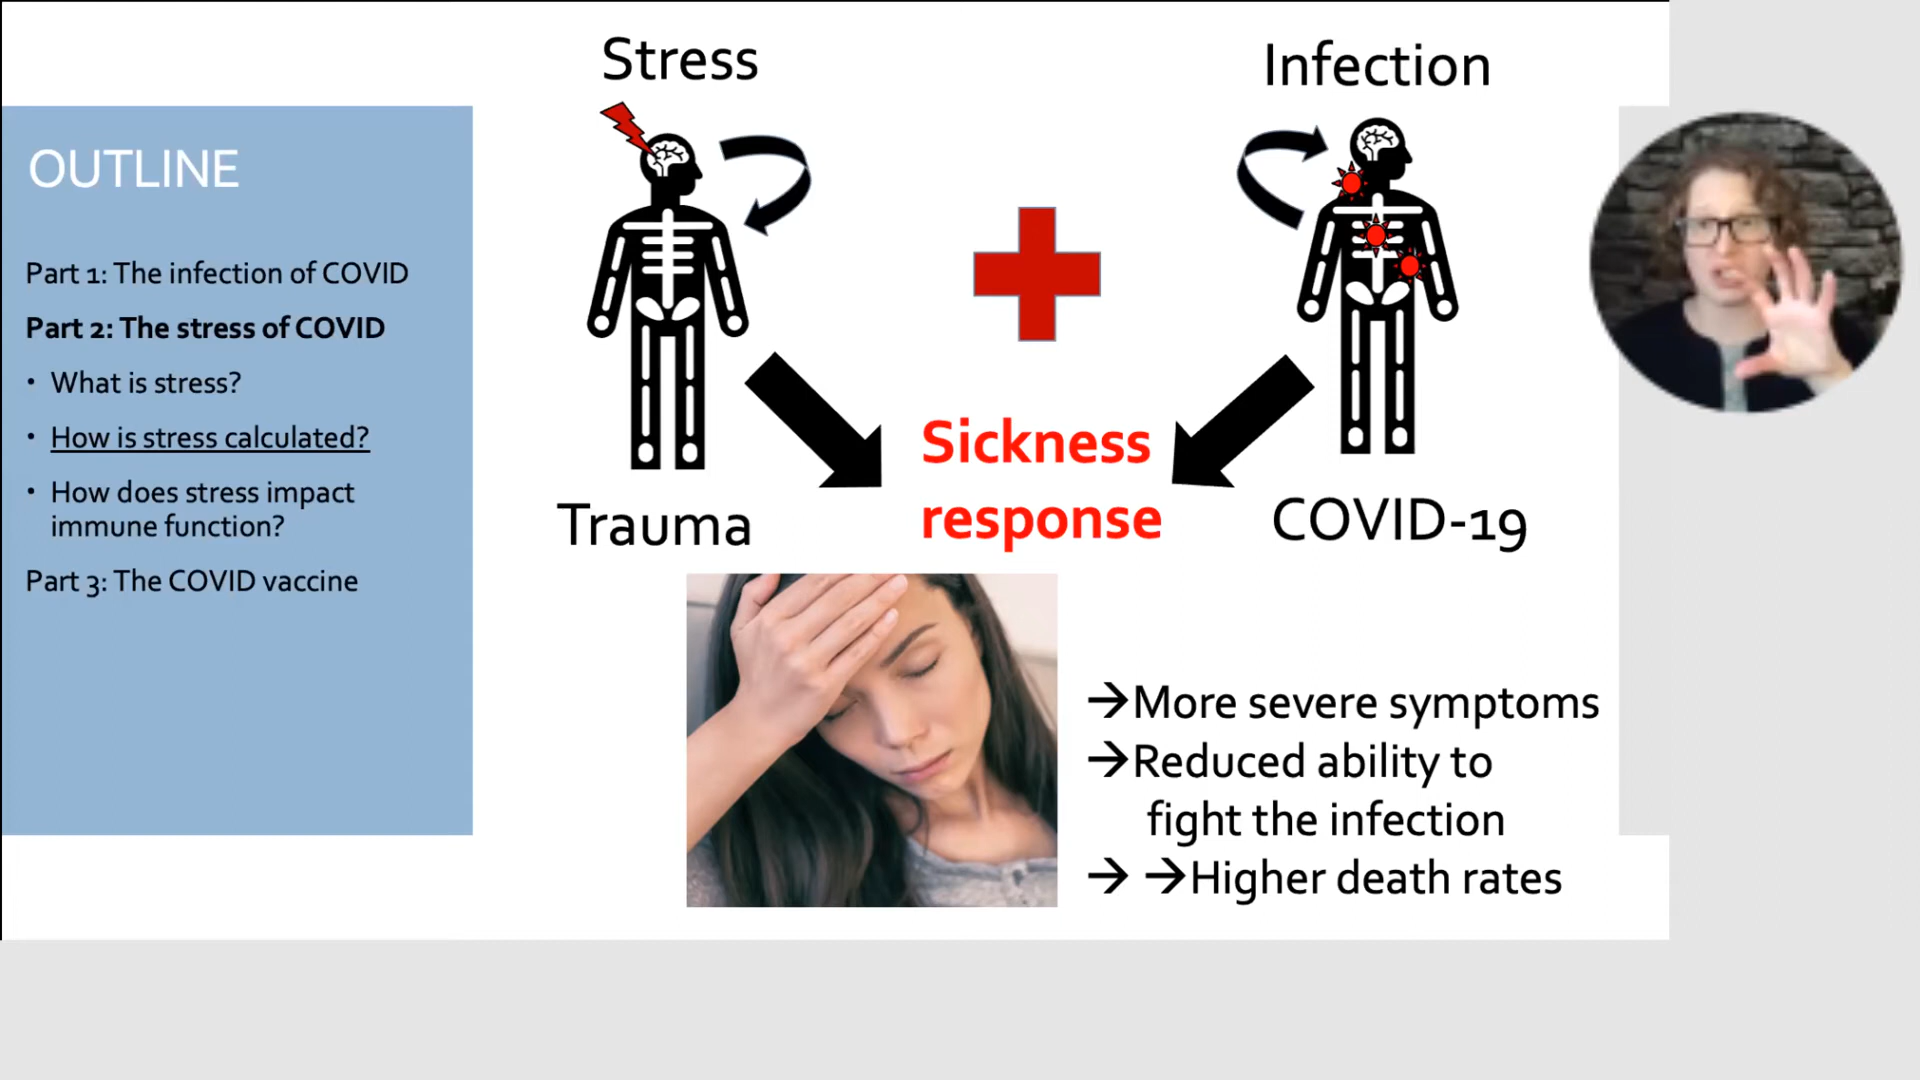 OUTLINE
Part 1: The infection of COVID
Part 2: The stress of COVID
• What is stress?
• How is stress calculated?
• How does stress impact
immune function?
Part 3: The COVID vaccine
Stress
Infection
Sickness
response
Trauma
COVID-19
→More severe symptoms
→Reduced ability to
fight the infection
→ →Higher death rates